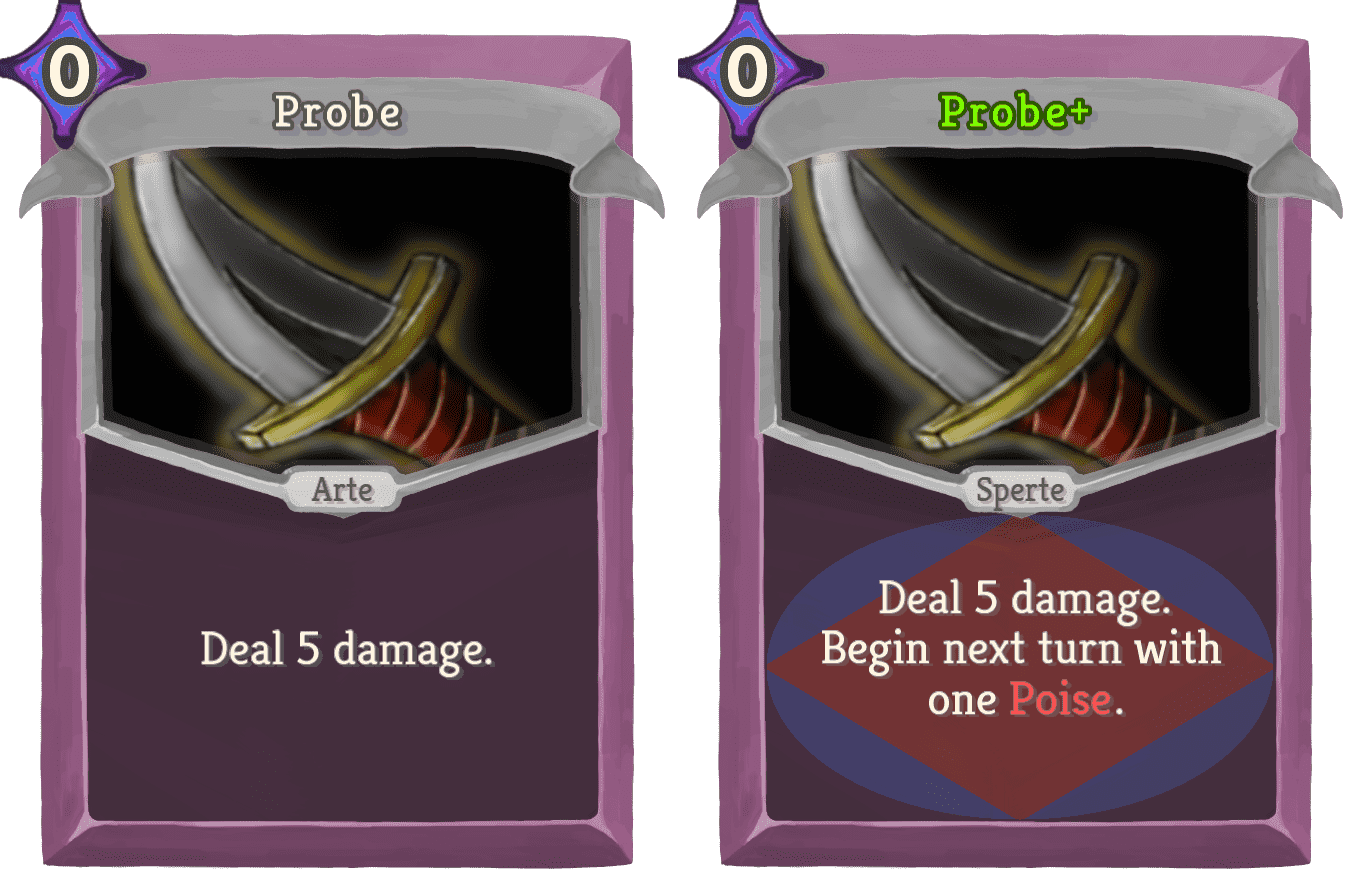 0
Probe
Arte
Deal 5 damage.
0
Probe+
Sperte
Deal 5 damage.
Begin next turn with
one Poise.